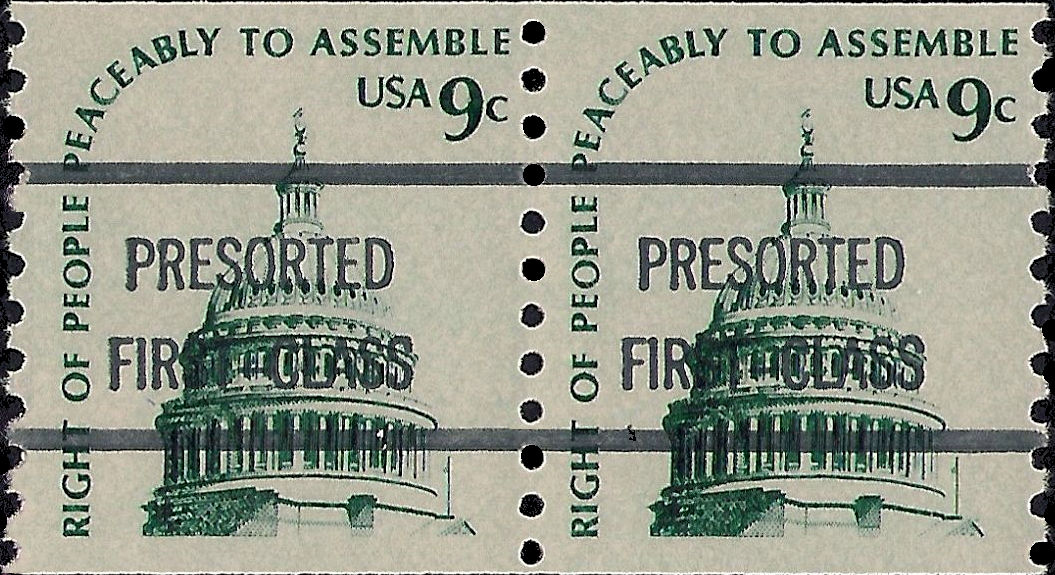 RIGHT OF PEOPLE PEACEABLY TO ASSEMBLE
USA 9c
PRESORTED
FIRST CLASS
RIGHT OF PEOPLE PEACEABLY TO ASSEMBLE
USA 9c
PRESORTED
FIRST CLASS